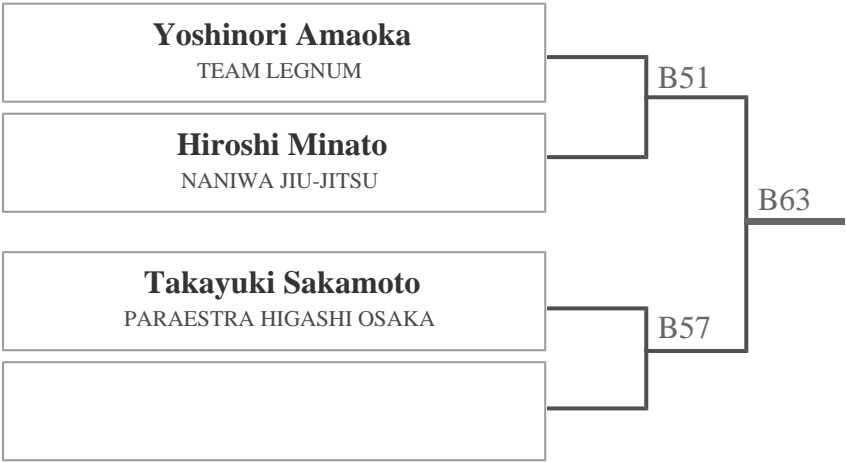 Yoshinori Amaoka
TEAM LEGNUM
B51
Hiroshi Minato
NANIWA JIU-JITSU
B63
Takayuki Sakamoto
PARAESTRA HIGASHI OSAKA
B57